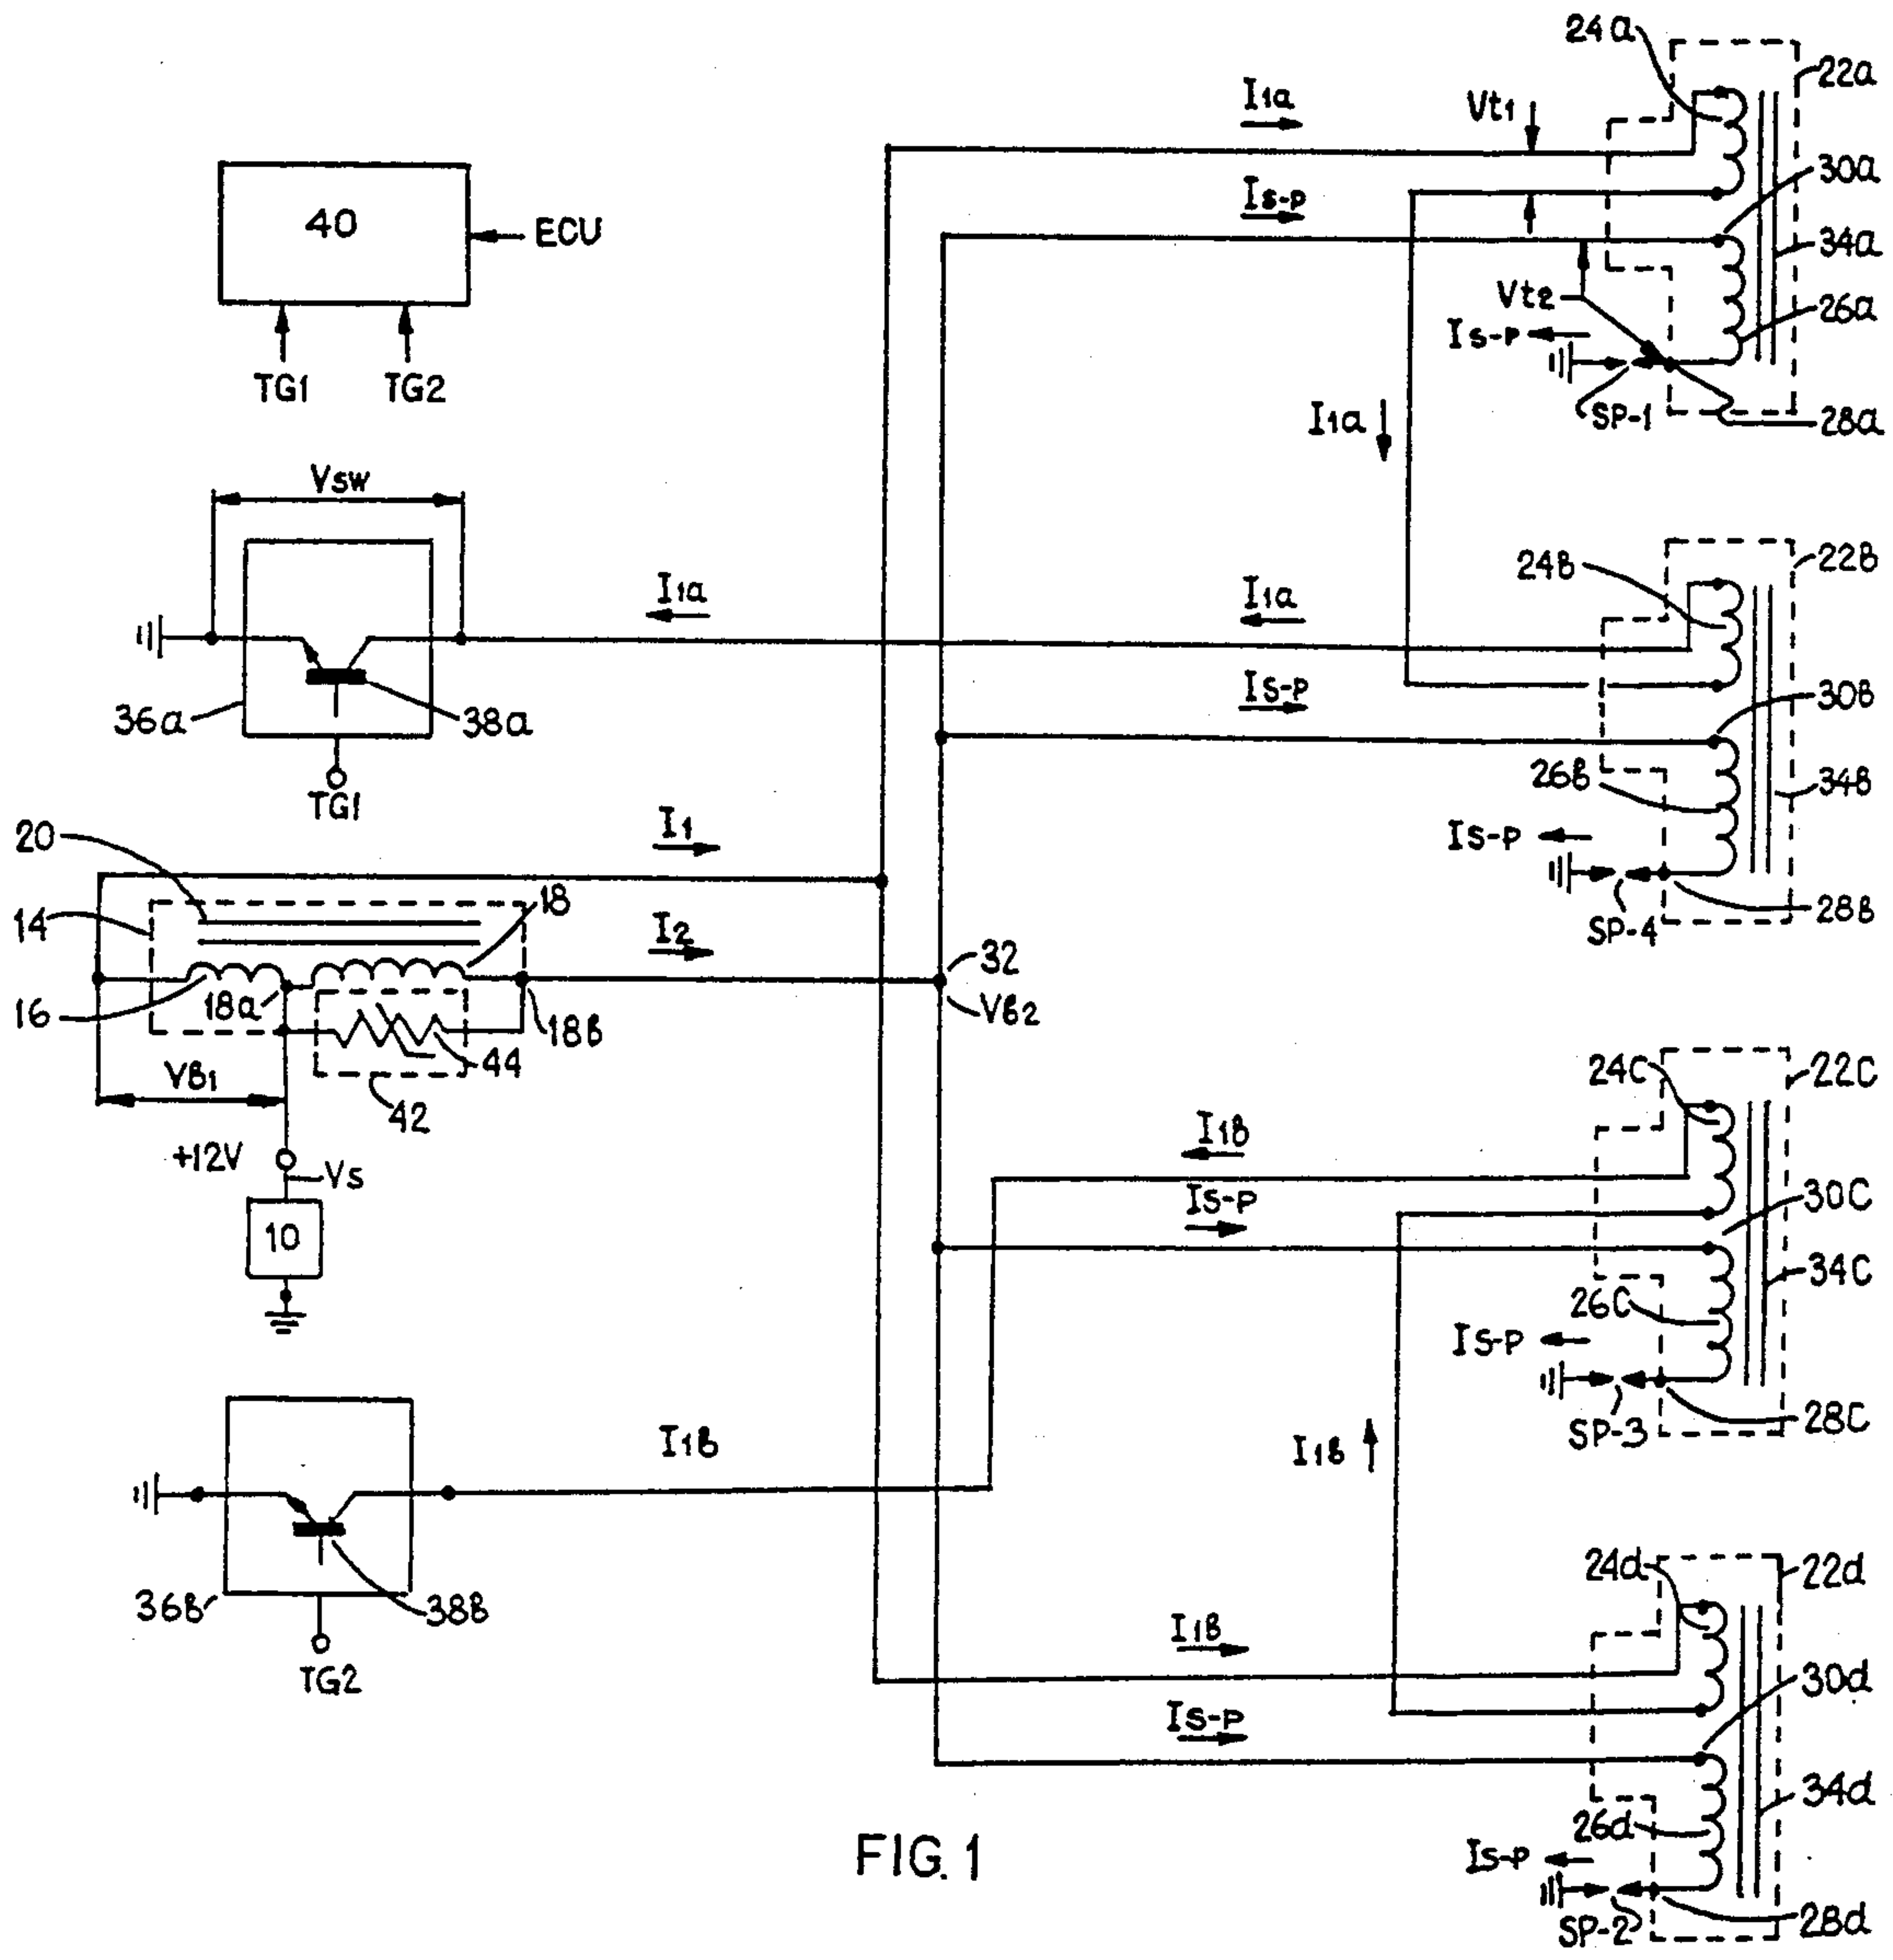 24a
22a
I1a
Vt1
30a
40
ECU
Is-p
34a
Vt2
26a
Is-p
TG1
TG2
SP-1
28a
I1a
Vsw
22B
24B
I1a
I1a
Is-p
30B
36a
38a
26B
34B
TG1
20
I1
Is-p
18
14
I2
SP-4
28B
32
16
18a
VB2
18B
44
VB1
42
24C
22C
+12V
Vs
I1B
Is-p
30C
10
34C
26C
Is-p
SP-3
28C
I1B
I1B
24d
22d
36B
38B
I1B
TG2
30d
Is-p
34d
26d
FIG. 1
Is-p
SP-2
28d